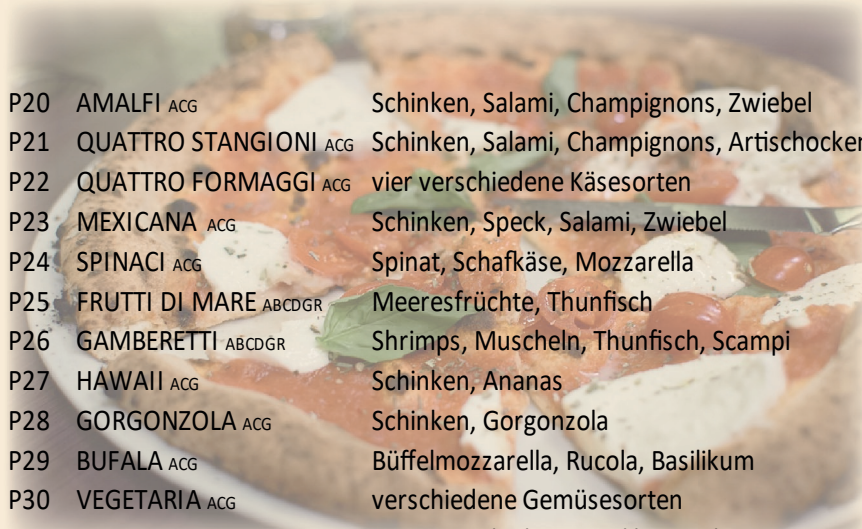 P20 AMALFI ACG Schinken, Salami, Champignons, Zwiebel
P21 QUATTRO STANGIONI ACG Schinken, Salami, Champignons, Artischocken
P22 QUATTRO FORMAGGI ACG vier verschiedene Käsesorten
P23 MEXICANA ACG Schinken, Speck, Salami, Zwiebel
P24 SPINACI ACG Spinat, Schafkäse, Mozzarella
P25 FRUTTI DI MARE ABCDGR Meeresfrüchte, Thunfisch
P26 GAMBERETTI ABCDGR Shrimps, Muscheln, Thunfisch, Scampi
P27 HAWAII ACG Schinken, Ananas
P28 GORGONZOLA ACG Schinken, Gorgonzola
P29 BUFALA ACG Büffelmozzarella, Rucola, Basilikum
P30 VEGETARIA ACG verschiedene Gemüsesorten